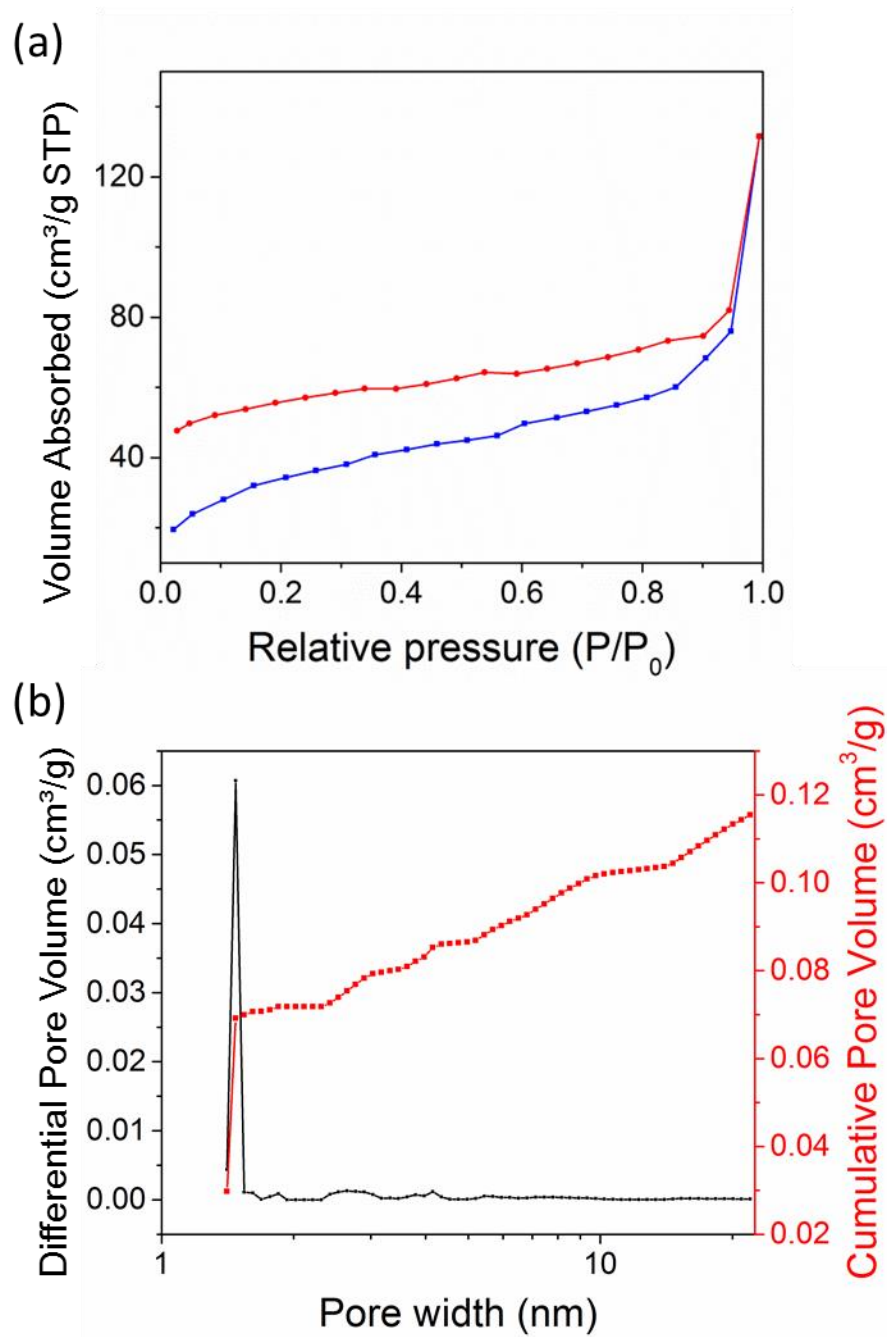 (a)
Volume Absorbed (cm³/g STP)
120
80
40
0.0 0.2 0.4 0.6 0.8 1.0
Relative pressure (P/P₀)
(b)
Differential Pore Volume (cm³/g)
0.06
0.05
0.04
0.03
0.02
0.01
0.00
0.12
0.10
0.08
0.06
0.04
0.02
Cumulative Pore Volume (cm³/g)
1 10
Pore width (nm)